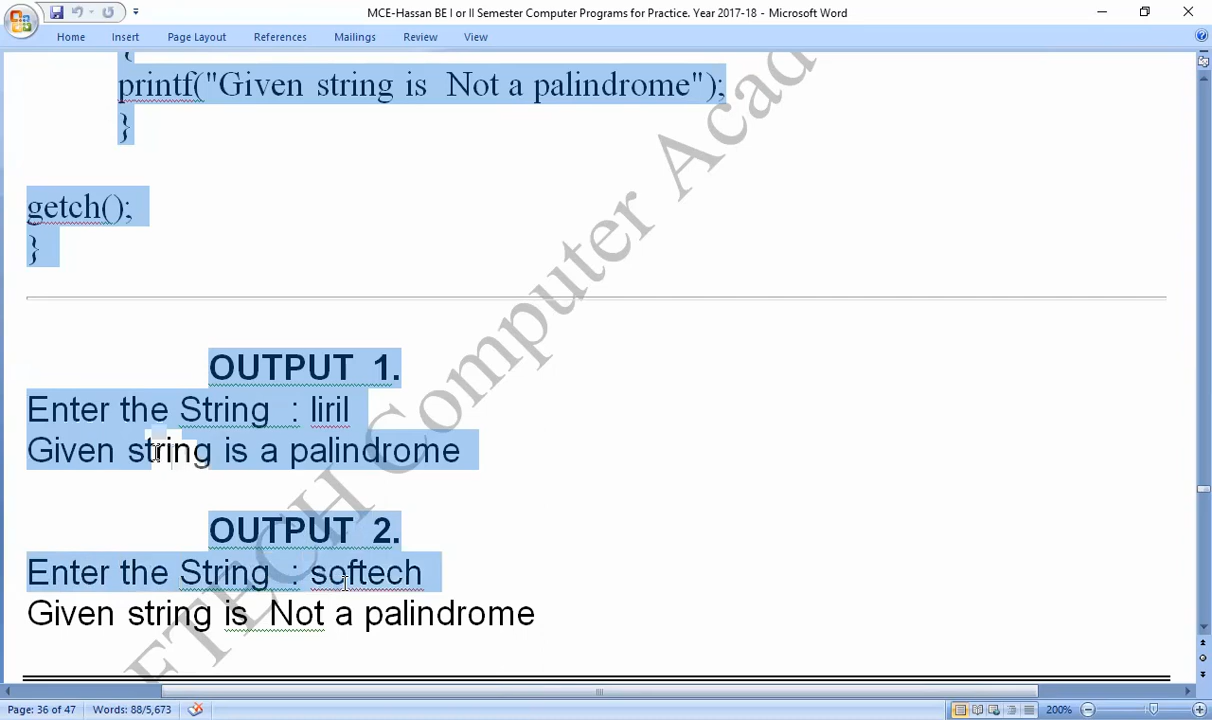 MCE-Hassan BE I or II Semester Computer Programs for Practice. Year 2017-18 - Microsoft Word
Home Insert Page Layout References Mailings Review View
{
printf("Given string is Not a palindrome");
}
getch();
}
OUTPUT 1.
Enter the String : liril
Given string is a palindrome
OUTPUT 2.
Enter the String : softech
Given string is Not a palindrome
ETECH Computer Acad
Page: 36 of 47 Words: 88/5,673 200%